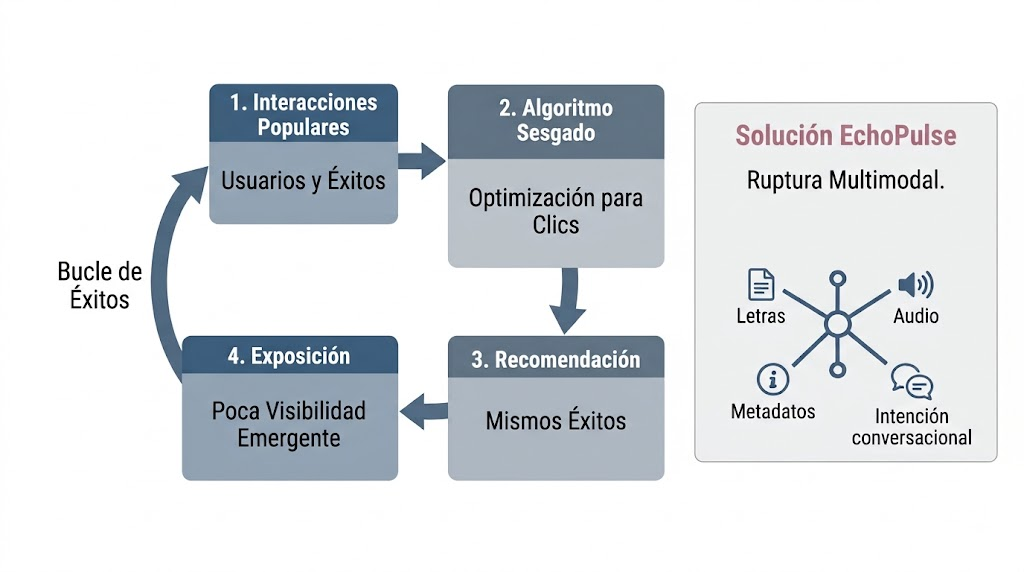 1. Interacciones
Populares
Usuarios y Éxitos
2. Algoritmo
Sesgado
Optimización para
Clics
3. Recomendación
Mismos Éxitos
4. Exposición
Poca Visibilidad
Emergente
Bucle de
Éxitos
Solución EchoPulse
Ruptura Multimodal.
Letras
Audio
Metadatos
Intención
conversacional